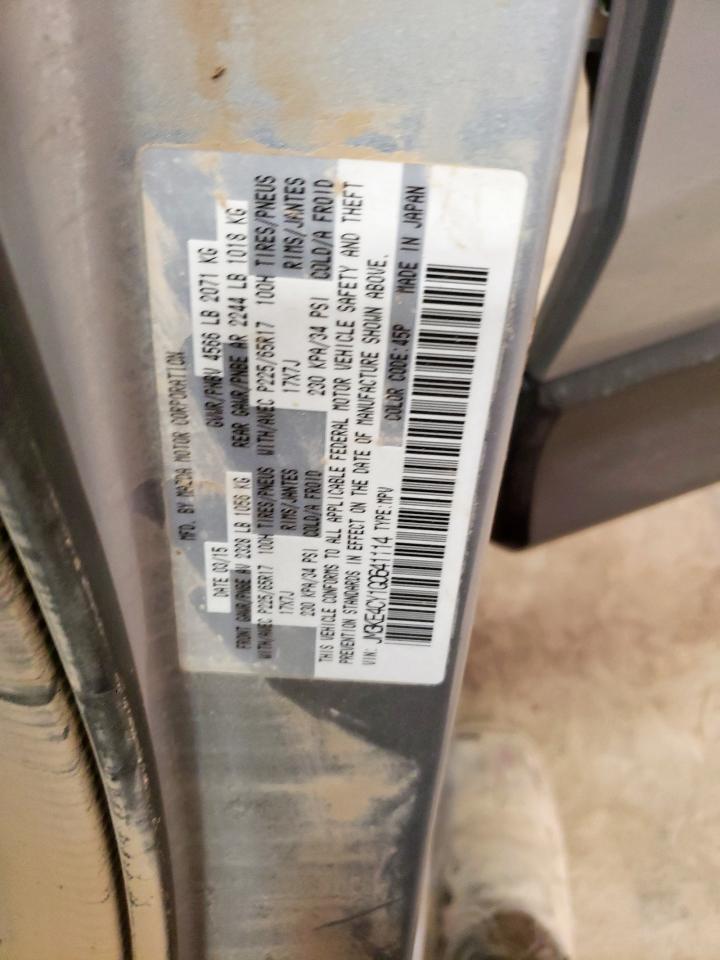 MFD. BY MAZDA MOTOR CORPORATION
DATE 03/15 GVWR/PNBV 4566 LB 2071 KG
FRONT GAWR/PNBE AV 2328 LB 1056 KG REAR GAWR/PNBE AR 2244 LB 1018 KG
WITH/AVEC P225/65R17 100H TIRES/PNEUS WITH/AVEC P225/65R17 100H TIRES/PNEUS
17X7J RIMS/JANTES 17X7J RIMS/JANTES
230 KPA/34 PSI COLD/A FROID 230 KPA/34 PSI COLD/A FROID
THIS VEHICLE CONFORMS TO ALL APPLICABLE FEDERAL MOTOR VEHICLE SAFETY AND THEFT
PREVENTION STANDARDS IN EFFECT ON THE DATE OF MANUFACTURE SHOWN ABOVE.
VIN: JM3KE4CY1G0641114 TYPE:MPV COLOR CODE:45P MADE IN JAPAN